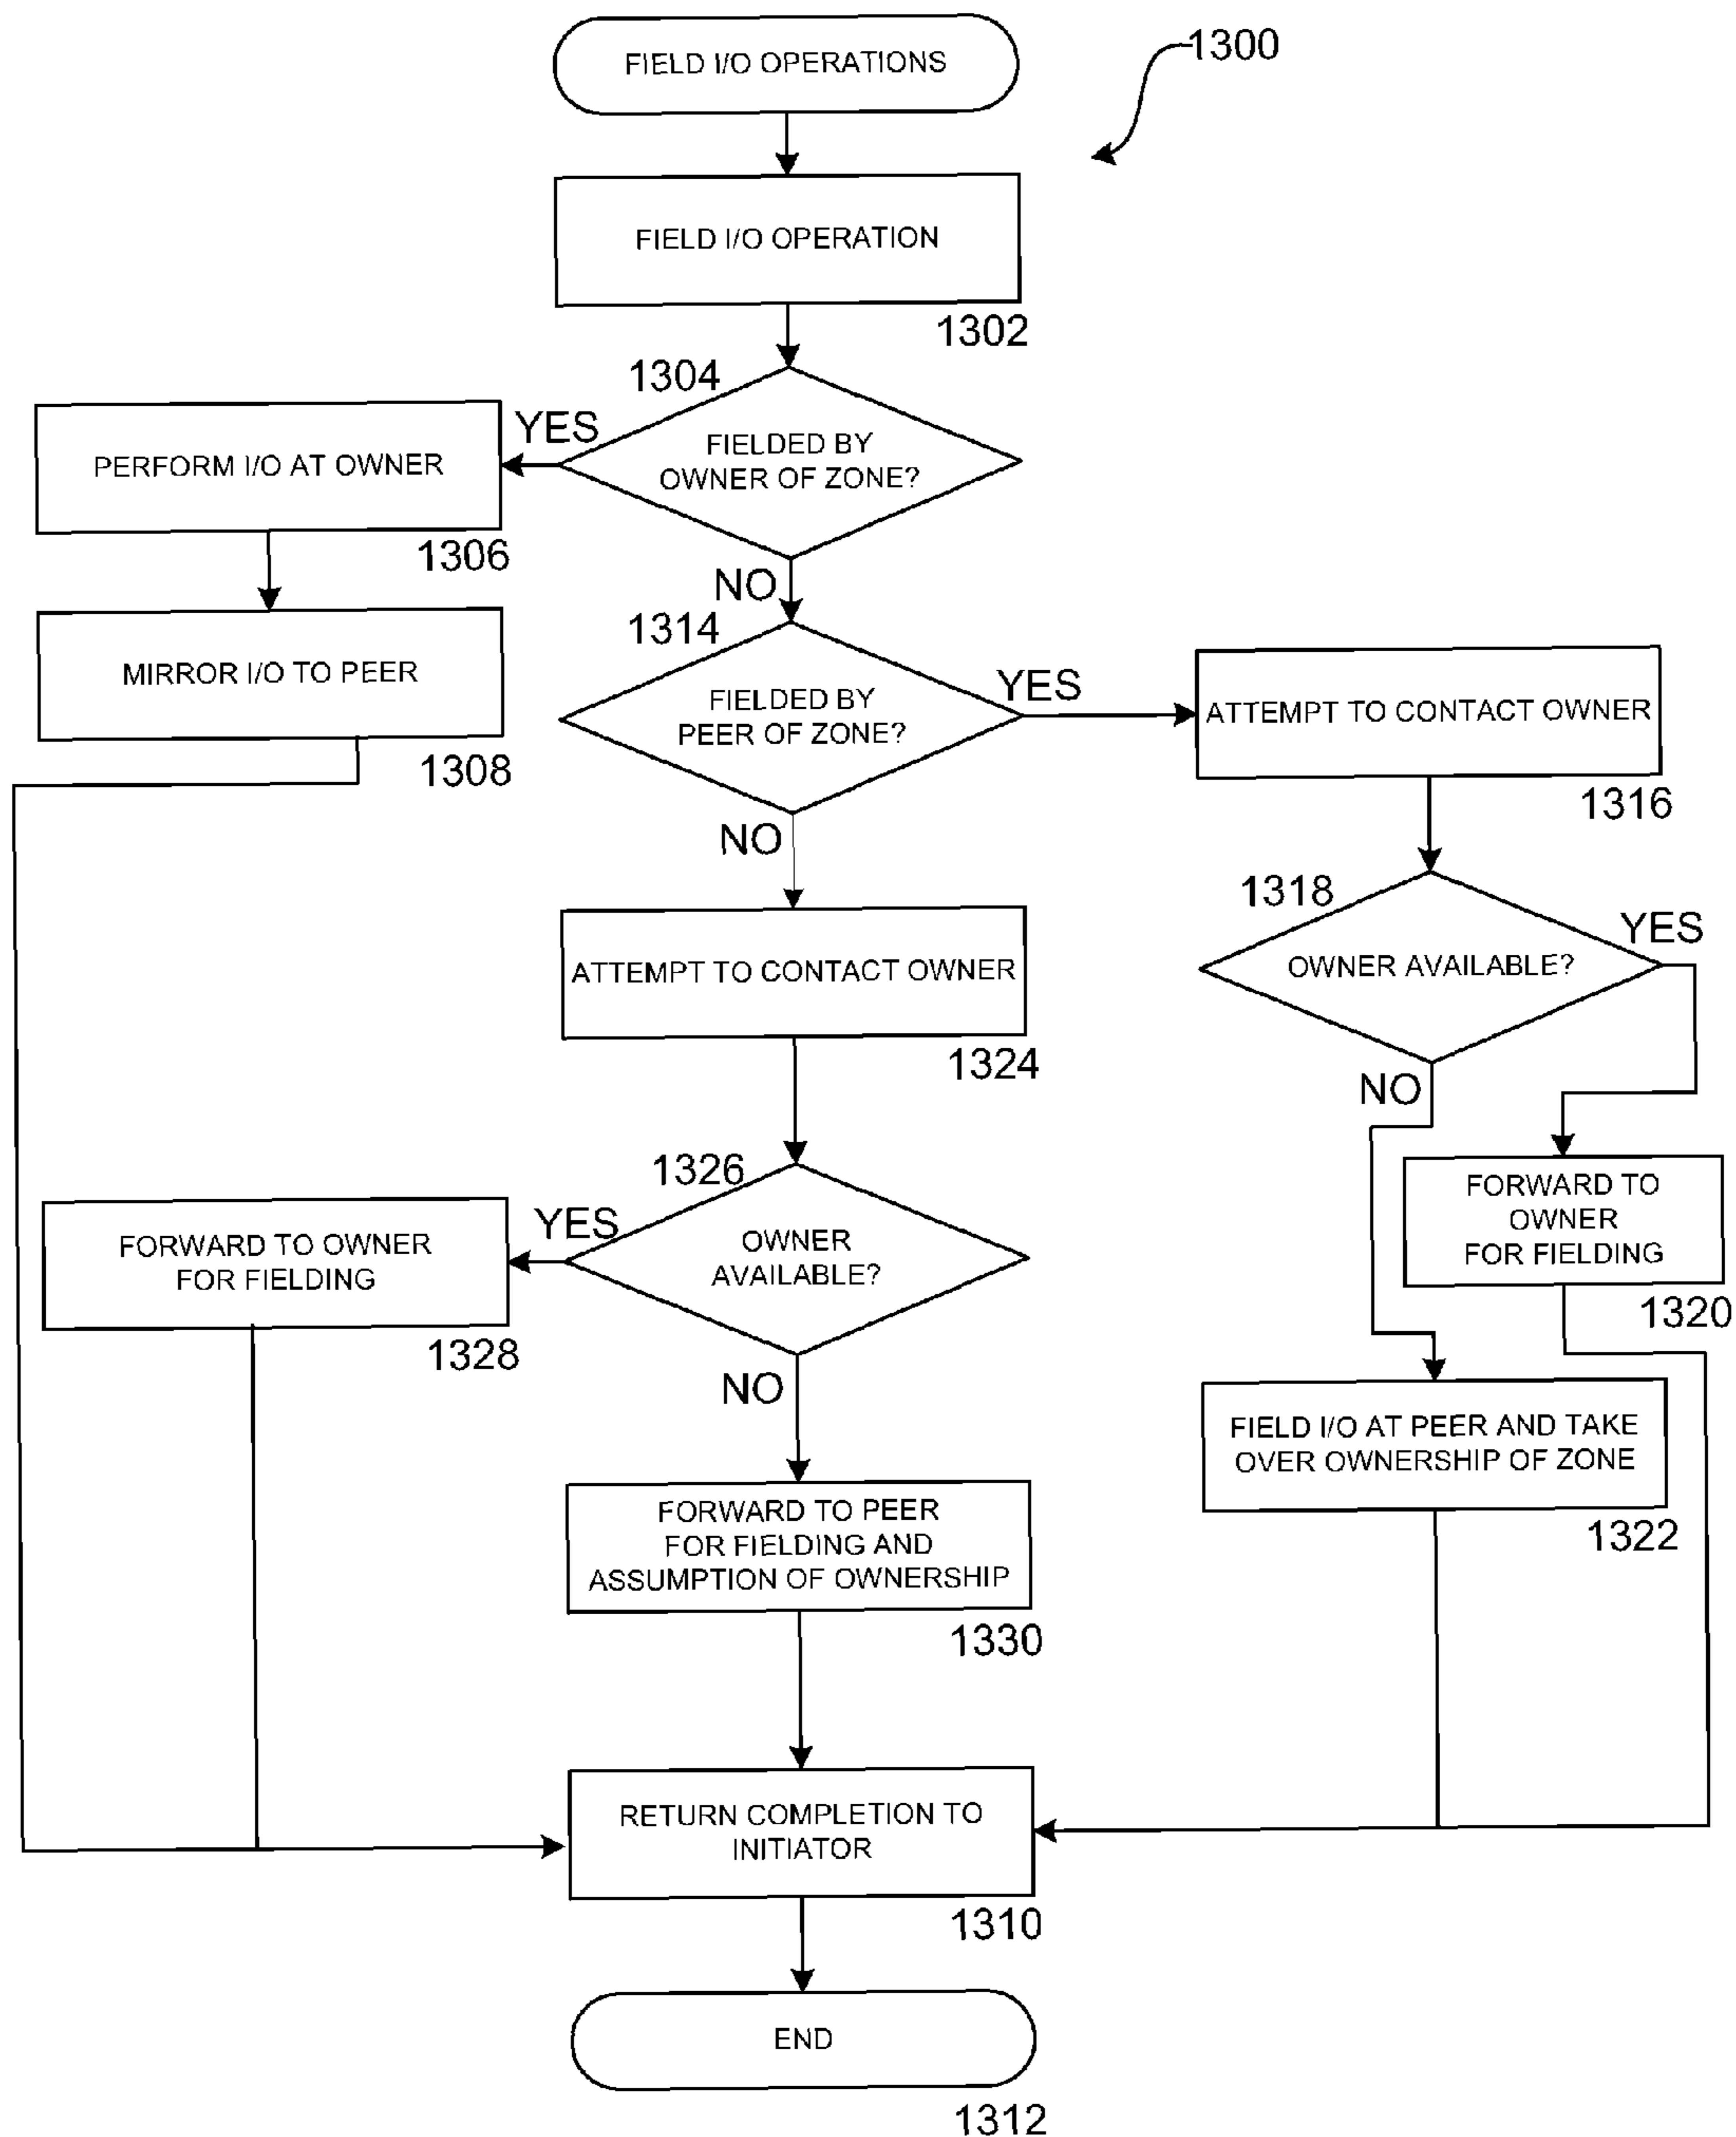 FIELD I/O OPERATIONS
1300
FIELD I/O OPERATION
1302
1304
FIELDED BY
OWNER OF ZONE?
YES
NO
PERFORM I/O AT OWNER
1306
MIRROR I/O TO PEER
1308
1314
FIELDED BY
PEER OF ZONE?
YES
NO
ATTEMPT TO CONTACT OWNER
1316
1318
OWNER AVAILABLE?
YES
NO
FORWARD TO
OWNER
FOR FIELDING
1320
FIELD I/O AT PEER AND TAKE
OVER OWNERSHIP OF ZONE
1322
ATTEMPT TO CONTACT OWNER
1324
1326
OWNER
AVAILABLE?
YES
NO
FORWARD TO OWNER
FOR FIELDING
1328
FORWARD TO PEER
FOR FIELDING AND
ASSUMPTION OF OWNERSHIP
1330
RETURN COMPLETION TO
INITIATOR
1310
END
1312